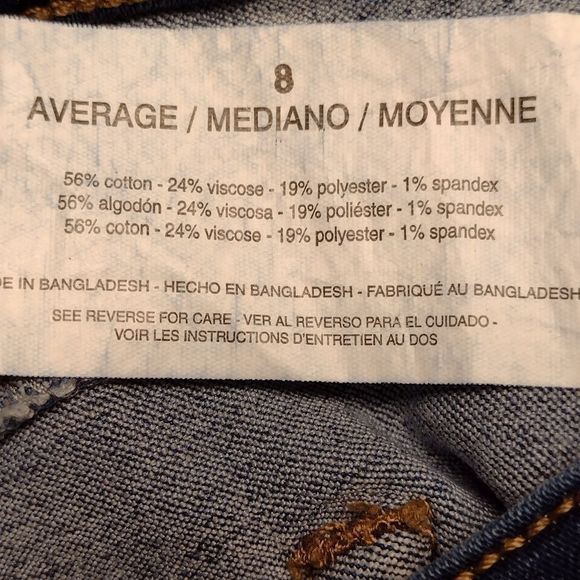 8
AVERAGE / MEDIANO / MOYENNE
56% cotton - 24% viscose - 19% polyester - 1% spandex
56% algodón - 24% viscosa - 19% poliéster - 1% spandex
56% coton - 24% viscose - 19% polyester - 1% spandex
DE IN BANGLADESH - HECHO EN BANGLADESH - FABRIQUÉ AU BANGLADESH
SEE REVERSE FOR CARE - VER AL REVERSO PARA EL CUIDADO -
VOIR LES INSTRUCTIONS D'ENTRETIEN AU DOS